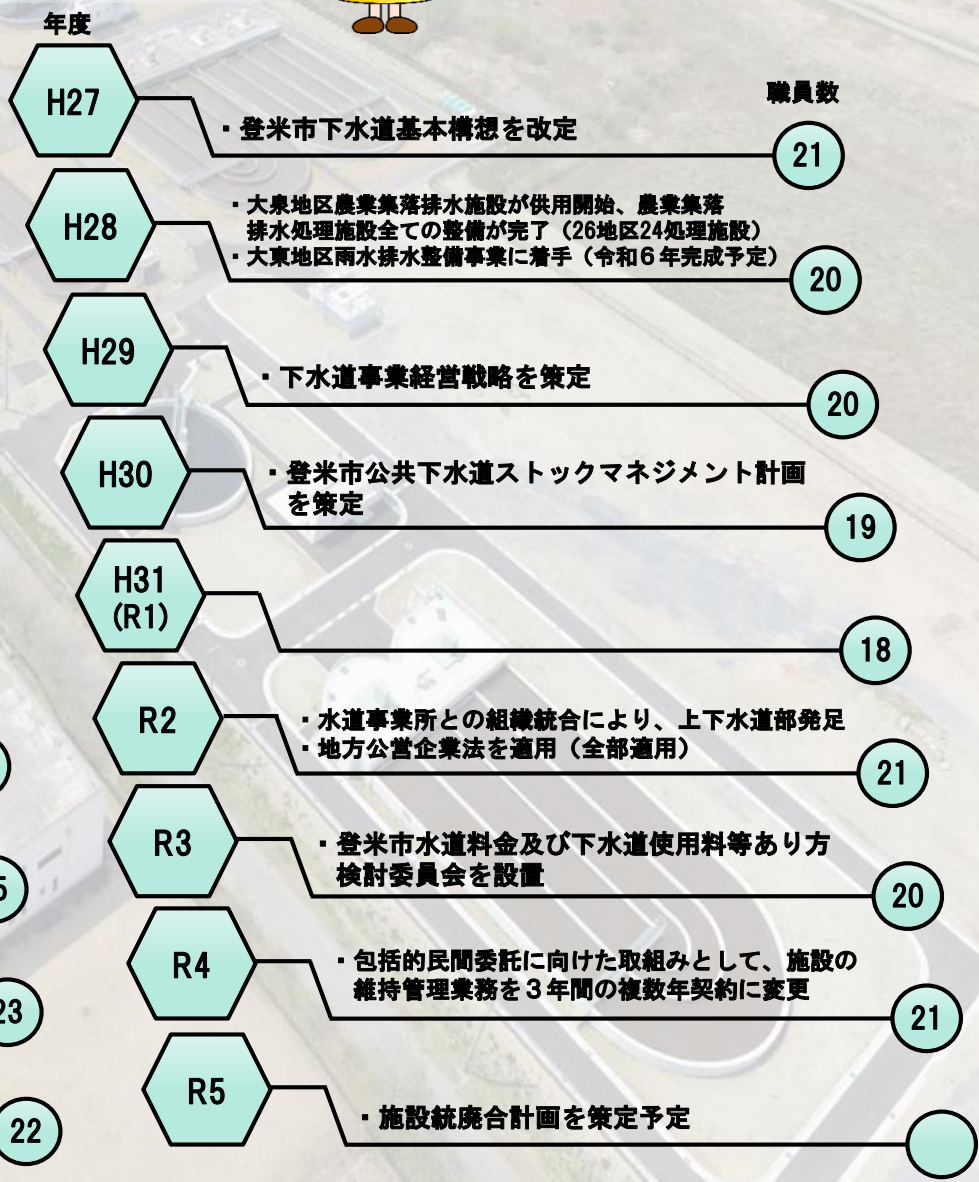 年度
職員数
H27
・登米市下水道基本構想を改定
21
H28
・大泉地区農業集落排水施設が供用開始、農業集落
排水処理施設全ての整備が完了（26地区24処理施設）
・大東地区雨水排水整備事業に着手（令和６年完成予定）
20
H29
・下水道事業経営戦略を策定
20
H30
・登米市公共下水道ストックマネジメント計画
を策定
19
H31
(R1)
18
R2
・水道事業所との組織統合により、上下水道部発足
・地方公営企業法を適用（全部適用）
21
R3
・登米市水道料金及び下水道使用料等あり方
検討委員会を設置
20
R4
・包括的民間委託に向けた取組みとして、施設の
維持管理業務を３年間の複数年契約に変更
21
23
R5
・施設統廃合計画を策定予定
22